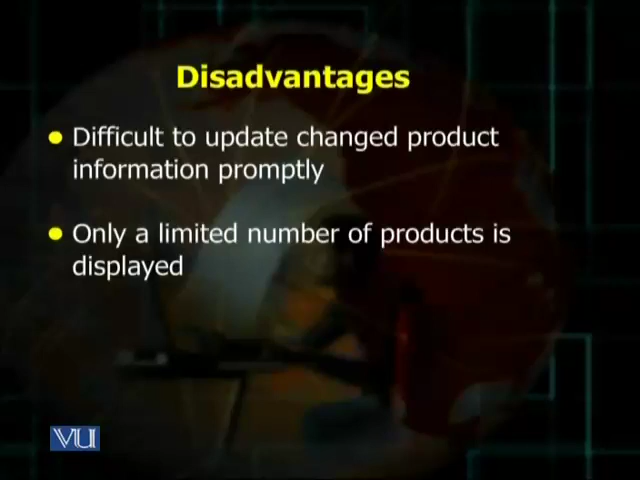 Disadvantages
Difficult to update changed product
information promptly
Only a limited number of products is
displayed
VU